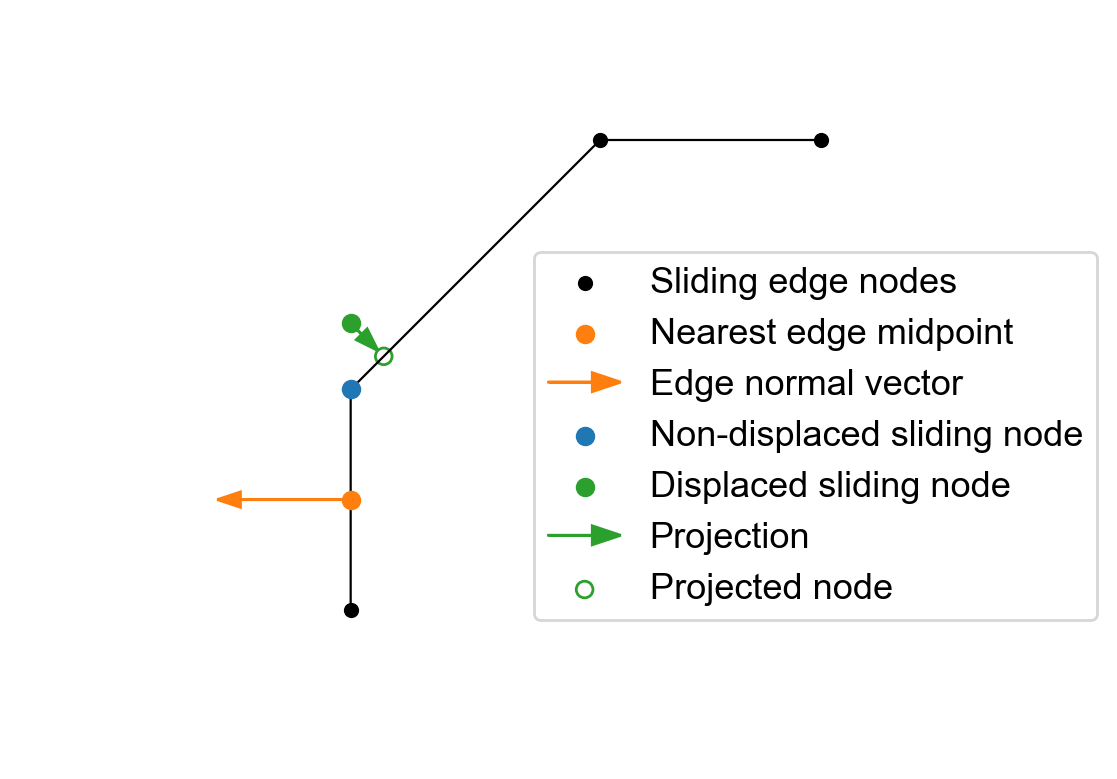 Sliding edge nodes
Nearest edge midpoint
Edge normal vector
Non-displaced sliding node
Displaced sliding node
Projection
Projected node